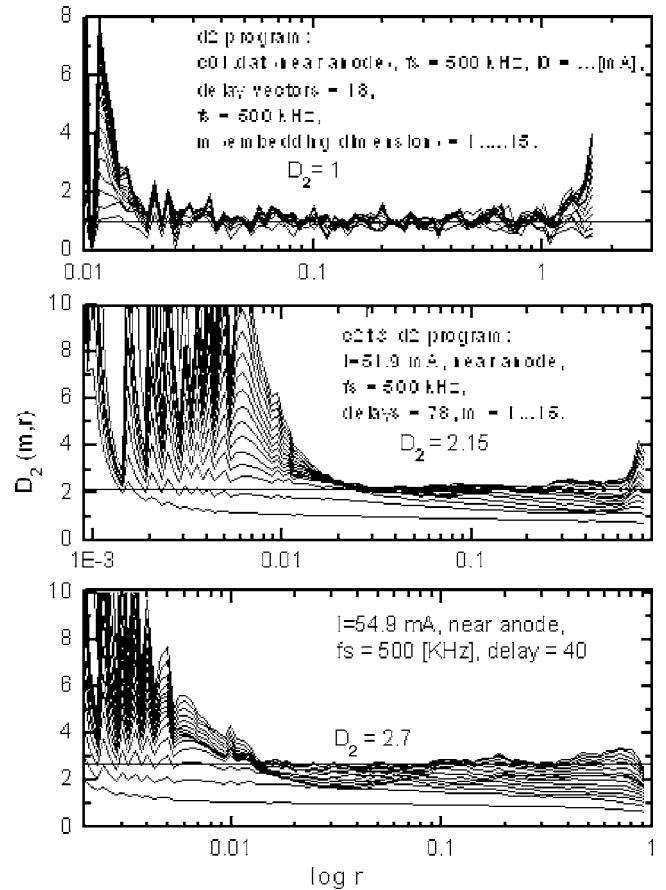 8
6
4
2
0
d2 program:
c01.dat (near anode), fs = 500 kHz, I0 = ...[mA],
delay vectors = 18,
fs = 500 kHz,
m (embedding dimension) = 1.....15.
D2 = 1
0.01
0.1
1
10
8
6
4
2
0
d2 program:
I=51.9 mA, near anode,
fs = 500 kHz,
delays = 78, m = 1...15.
D2 = 2.15
1E-3
0.01
0.1
D2 (m,r)
10
8
6
4
2
0
I=54.9 mA, near anode,
fs = 500 [KHz], delay = 40
D2 = 2.7
0.01
0.1
1
log r